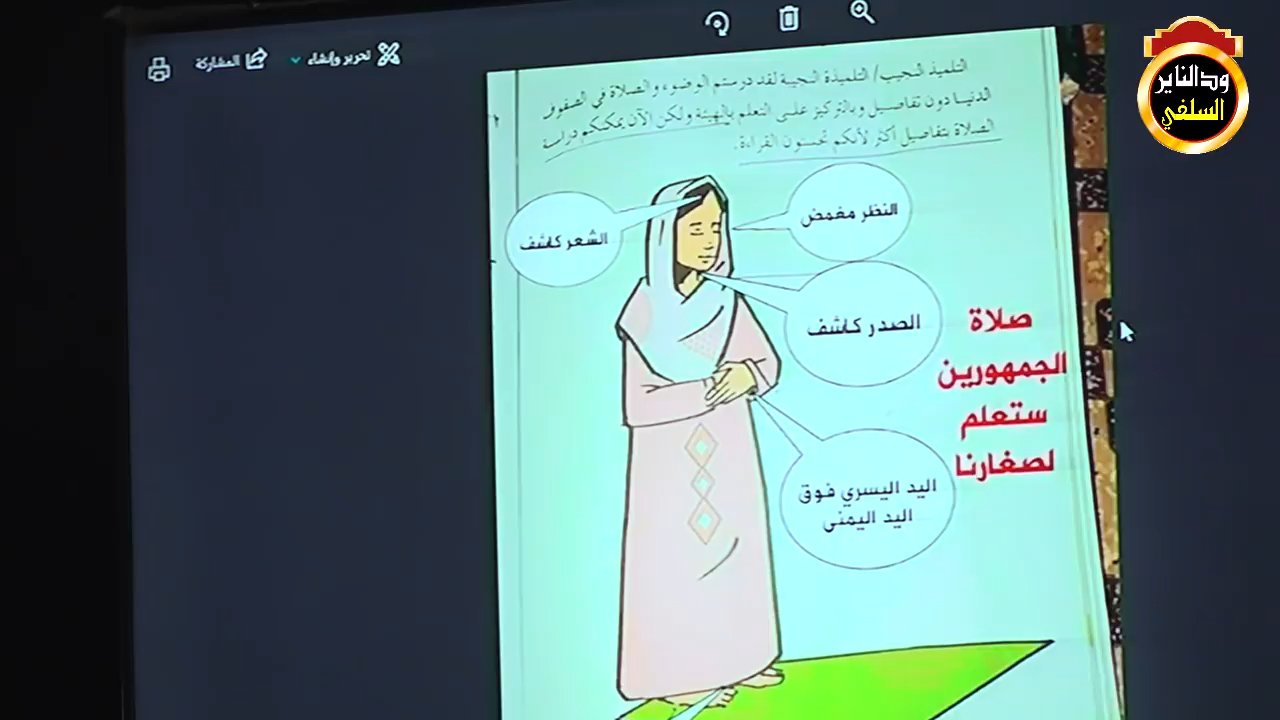 المشاركة
تحرير وإنشاء
ودالناير
السلفي
التلميذ النجيب/ التلميذة النجيبة لقد درستم الوضوء والصلاة في الصفوف
الدنيا دون تفاصيل وبالتركيز على التعلم بالهيئة ولكن الآن يمكنكم دراسة
الصلاة بتفاصيل أكثر لأنكم تحسنون القراءة.
النظر مغمض
الشعر كاشف
الصدر كاشف
صلاة
الجمهورين
ستعلم
لصغارنا
اليد اليسري فوق
اليد اليمنى